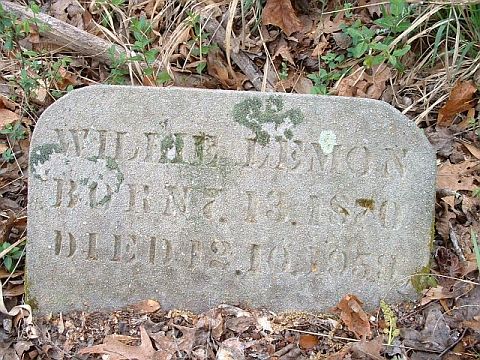 WILLIE LEMON
BORN 7.13.1870
DIED 12.10.1959